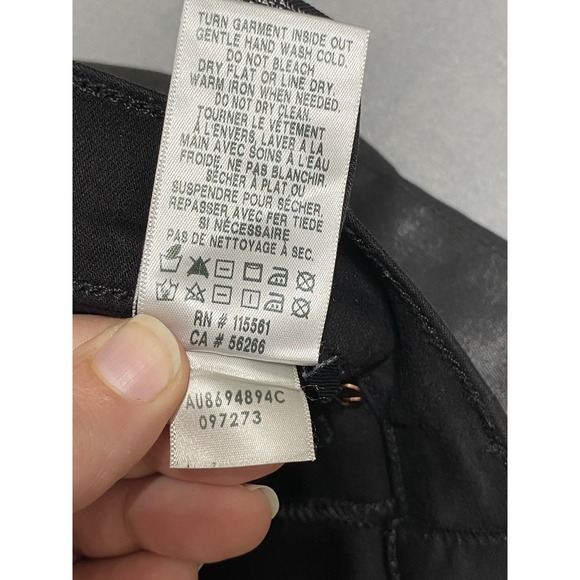 TURN GARMENT INSIDE OUT
GENTLE HAND WASH COLD.
DO NOT BLEACH
DRY FLAT OR LINE DRY
WARM IRON WHEN NEEDED.
DO NOT DRY CLEAN.
TOURNER LE VÊTEMENT
À L'ENVERS, LAVER À LA
MAIN AVEC SOINS À L'EAU
FROIDE. NE PAS BLANCHIR.
SÉCHER À PLAT OU
SUSPENDRE POUR SÉCHER.
REPASSER AVEC FER TIEDE
SI NÉCESSAIRE
PAS DE NETTOYAGE À SEC.
RN # 115561
CA # 56266
AU8694894C
097273